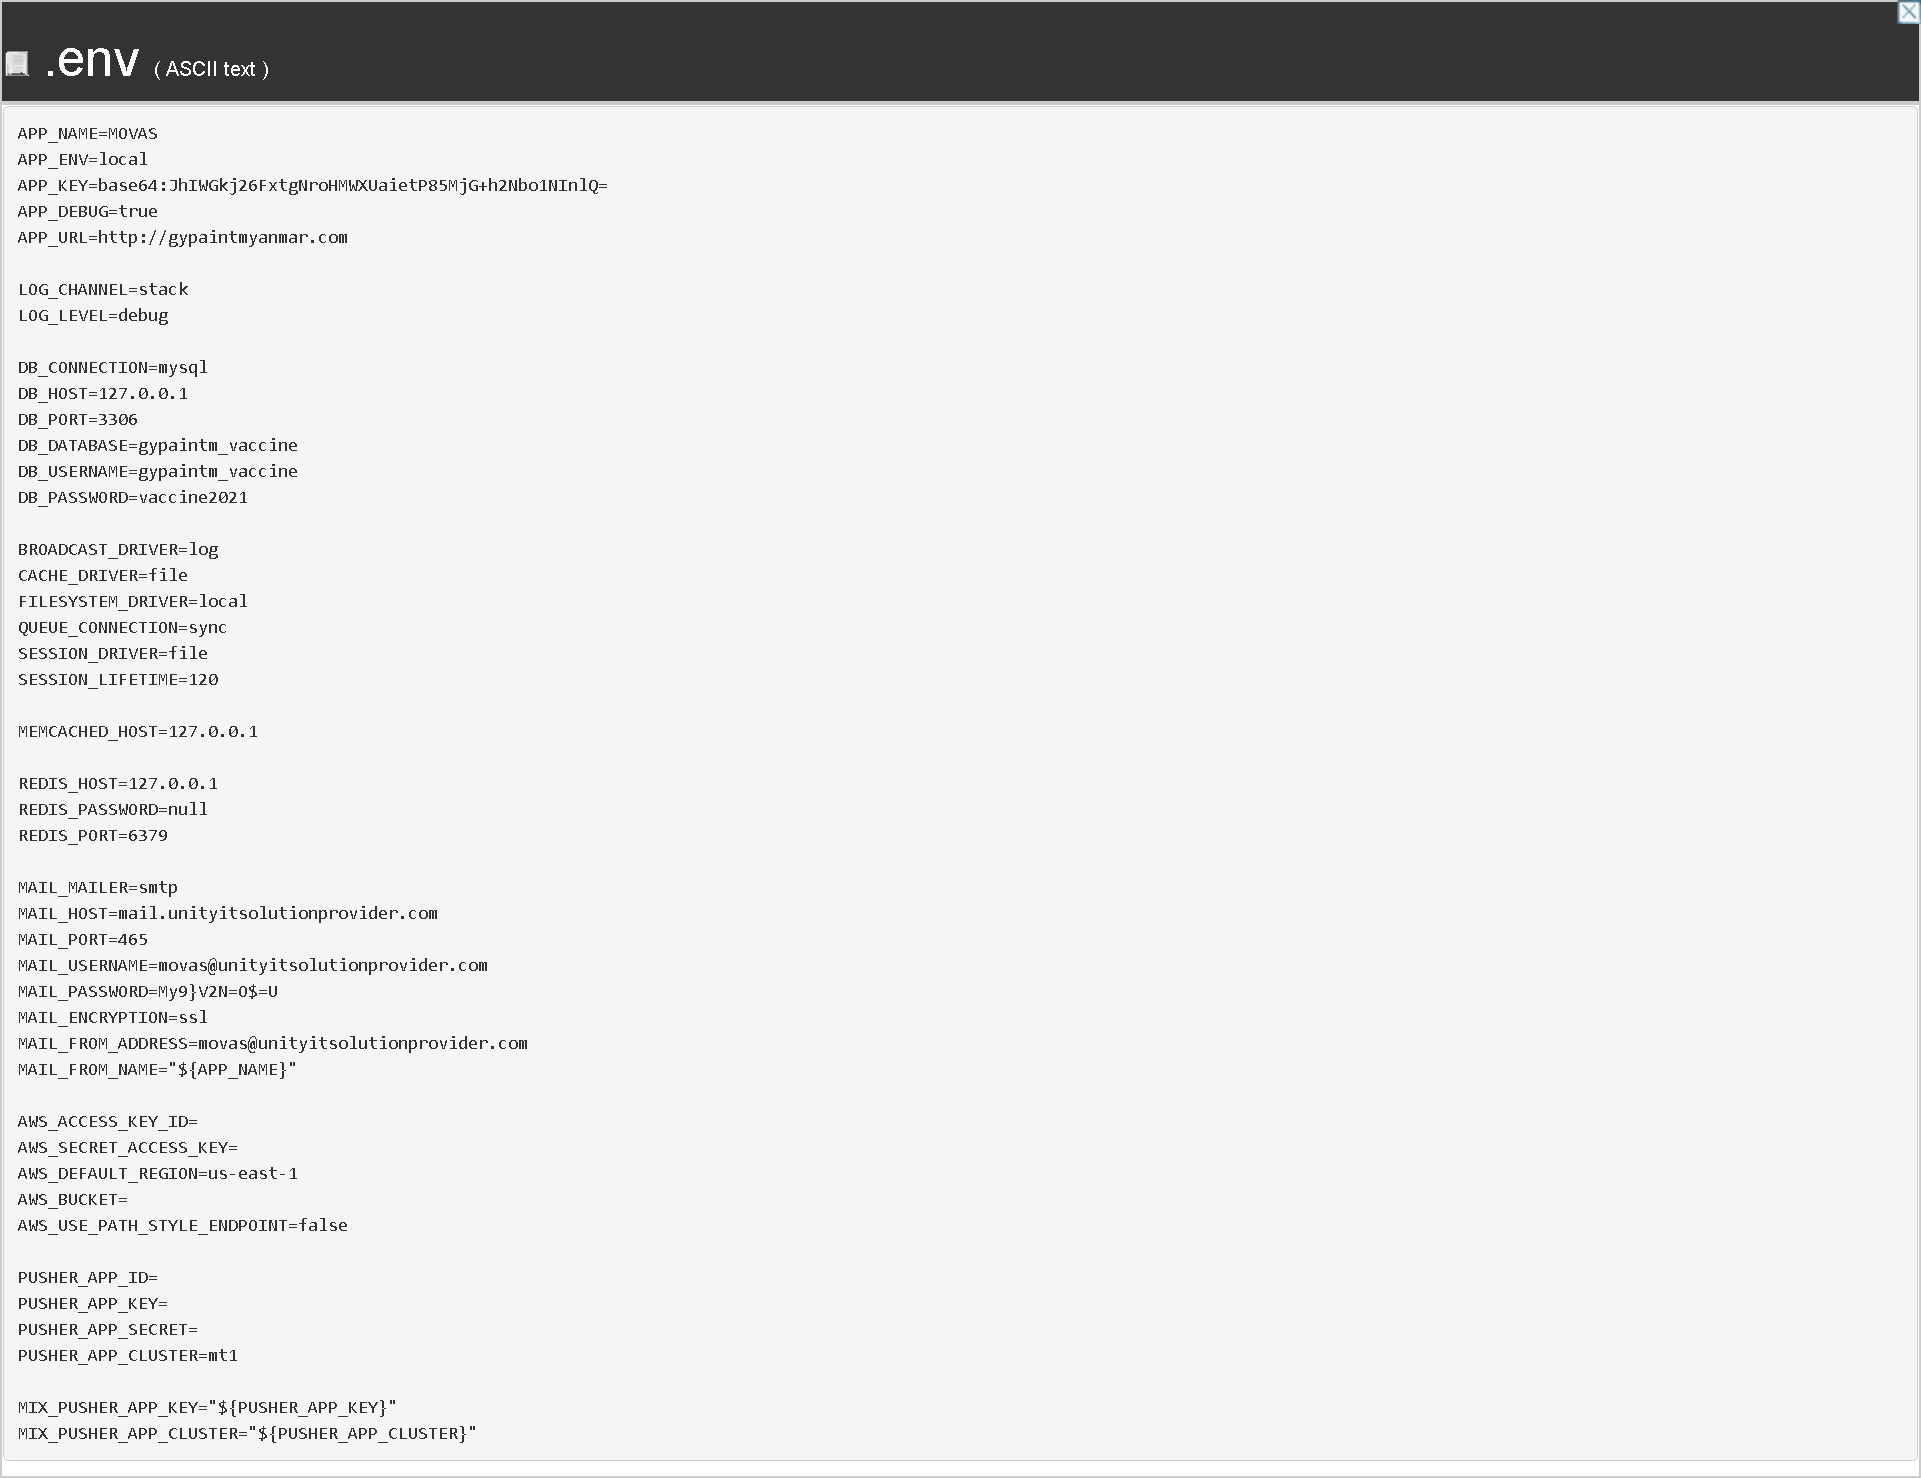 .env ( ASCII text )
APP_NAME=MOVAS
APP_ENV=local
APP_KEY=base64:JhIWGkj26FxtgNroHMWXUaietP85MjG+h2Nbo1NInlQ=
APP_DEBUG=true
APP_URL=http://gypaintmyanmar.com
LOG_CHANNEL=stack
LOG_LEVEL=debug
DB_CONNECTION=mysql
DB_HOST=127.0.0.1
DB_PORT=3306
DB_DATABASE=gypaintm_vaccine
DB_USERNAME=gypaintm_vaccine
DB_PASSWORD=vaccine2021
BROADCAST_DRIVER=log
CACHE_DRIVER=file
FILESYSTEM_DRIVER=local
QUEUE_CONNECTION=sync
SESSION_DRIVER=file
SESSION_LIFETIME=120
MEMCACHED_HOST=127.0.0.1
REDIS_HOST=127.0.0.1
REDIS_PASSWORD=null
REDIS_PORT=6379
MAIL_MAILER=smtp
MAIL_HOST=mail.unityitsolutionprovider.com
MAIL_PORT=465
MAIL_USERNAME=movas@unityitsolutionprovider.com
MAIL_PASSWORD=My9}V2N=O$=U
MAIL_ENCRYPTION=ssl
MAIL_FROM_ADDRESS=movas@unityitsolutionprovider.com
MAIL_FROM_NAME="${APP_NAME}"
AWS_ACCESS_KEY_ID=
AWS_SECRET_ACCESS_KEY=
AWS_DEFAULT_REGION=us-east-1
AWS_BUCKET=
AWS_USE_PATH_STYLE_ENDPOINT=false
PUSHER_APP_ID=
PUSHER_APP_KEY=
PUSHER_APP_SECRET=
PUSHER_APP_CLUSTER=mt1
MIX_PUSHER_APP_KEY="${PUSHER_APP_KEY}"
MIX_PUSHER_APP_CLUSTER="${PUSHER_APP_CLUSTER}"